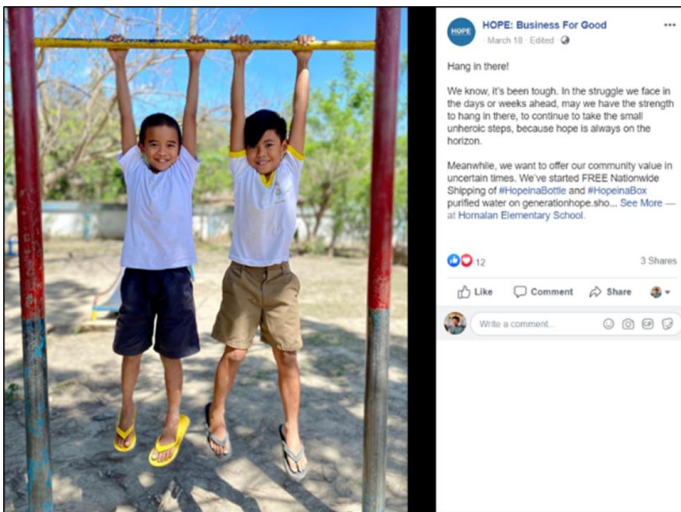 HOPE
HOPE: Business For Good
March 18 · Edited ·
Hang in there!
We know, it's been tough. In the struggle we face in
the days or weeks ahead, may we have the strength
to hang in there, to continue to take the small
unheroic steps, because hope is always on the
horizon.
Meanwhile, we want to offer our community value in
uncertain times. We've started FREE Nationwide
Shipping of #HopeinaBottle and #HopeinaBox
purified water on generationhope.sho... See More —
at Hornalan Elementary School.
12
3 Shares
Like Comment Share
Write a comment...
GIF